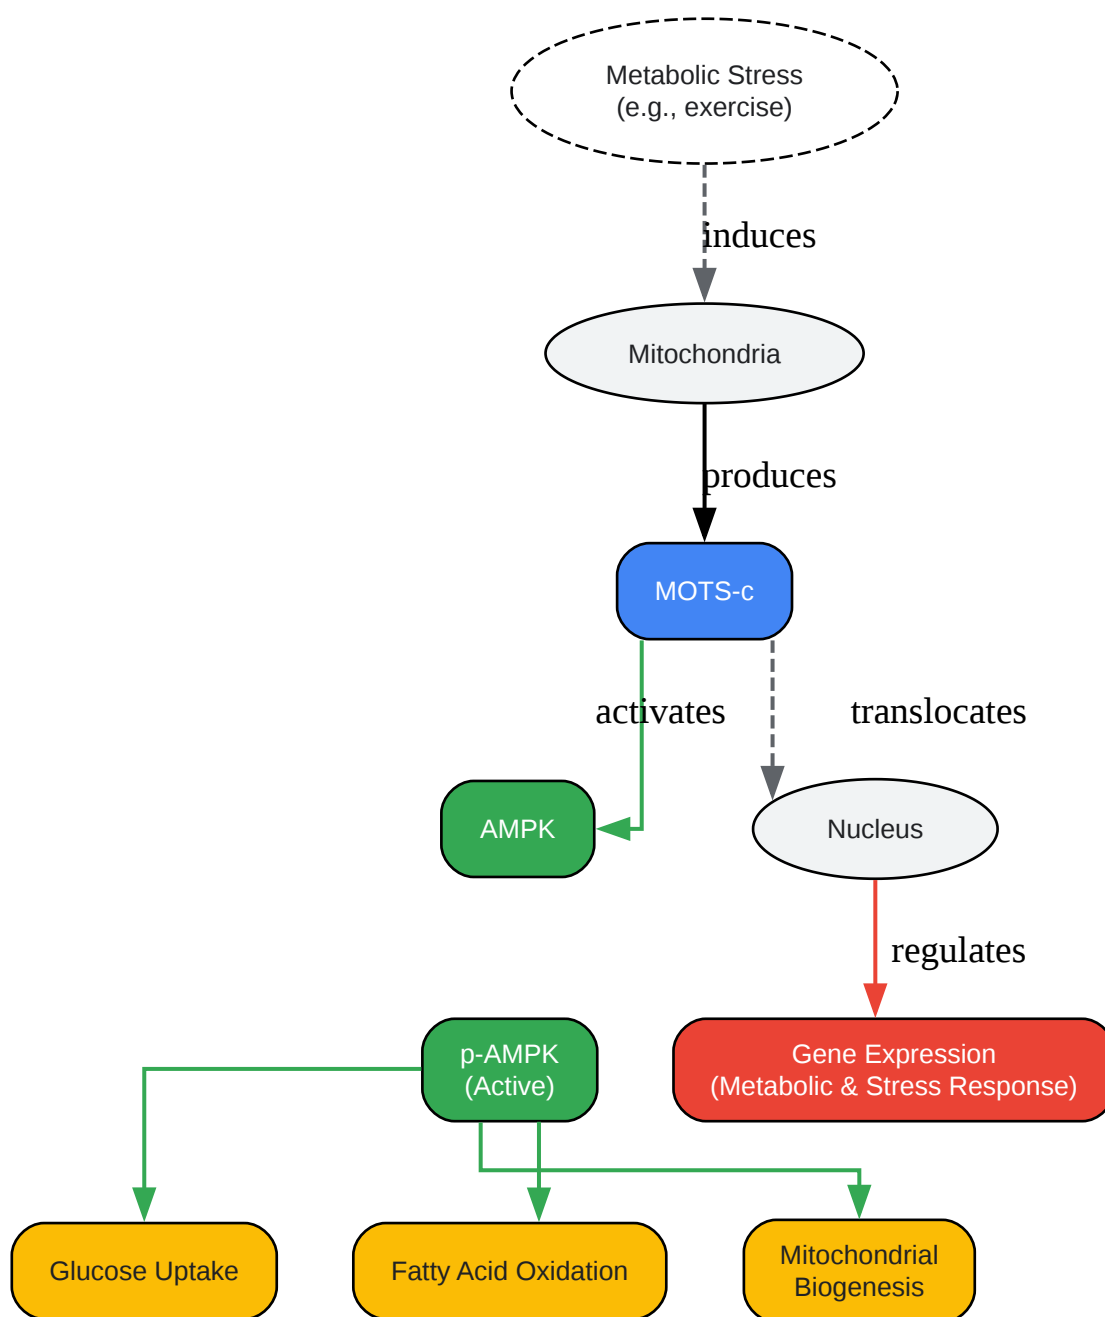 Metabolic Stress
(e.g., exercise)
induces
Mitochondria
produces
MOTS-c
activates
translocates
AMPK
Nucleus
regulates
p-AMPK
(Active)
Gene Expression
(Metabolic & Stress Response)
Glucose Uptake
Fatty Acid Oxidation
Mitochondrial
Biogenesis